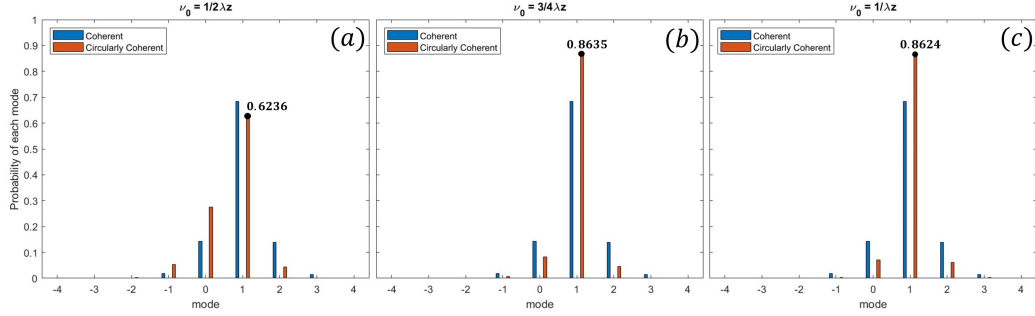 ν₀ = 1/2λz
(a)
Coherent
Circularly Coherent
0.6236
Probability of each mode
1
0.9
0.8
0.7
0.6
0.5
0.4
0.3
0.2
0.1
0
-4 -3 -2 -1 0 1 2 3 4
mode
ν₀ = 3/4λz
(b)
Coherent
Circularly Coherent
0.8635
-4 -3 -2 -1 0 1 2 3 4
mode
ν₀ = 1/λz
(c)
Coherent
Circularly Coherent
0.8624
-4 -3 -2 -1 0 1 2 3 4
mode